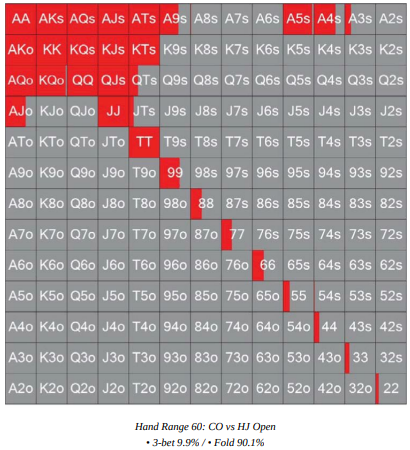 AA AKs AQs AJs ATs A9s A8s A7s A6s A5s A4s A3s A2s
AKo KK KQs KJs KTs K9s K8s K7s K6s K5s K4s K3s K2s
AQo KQo QQ QJs QTs Q9s Q8s Q7s Q6s Q5s Q4s Q3s Q2s
AJo KJo QJo JJ JTs J9s J8s J7s J6s J5s J4s J3s J2s
ATo KTo QTo JTo TT T9s T8s T7s T6s T5s T4s T3s T2s
A9o K9o Q9o J9o T9o 99 98s 97s 96s 95s 94s 93s 92s
A8o K8o Q8o J8o T8o 98o 88 87s 86s 85s 84s 83s 82s
A7o K7o Q7o J7o T7o 97o 87o 77 76s 75s 74s 73s 72s
A6o K6o Q6o J6o T6o 96o 86o 76o 66 65s 64s 63s 62s
A5o K5o Q5o J5o T5o 95o 85o 75o 65o 55 54s 53s 52s
A4o K4o Q4o J4o T4o 94o 84o 74o 64o 54o 44 43s 42s
A3o K3o Q3o J3o T3o 93o 83o 73o 63o 53o 43o 33 32s
A2o K2o Q2o J2o T2o 92o 82o 72o 62o 52o 42o 32o 22
Hand Range 60: CO vs HJ Open
• 3-bet 9.9% / • Fold 90.1%